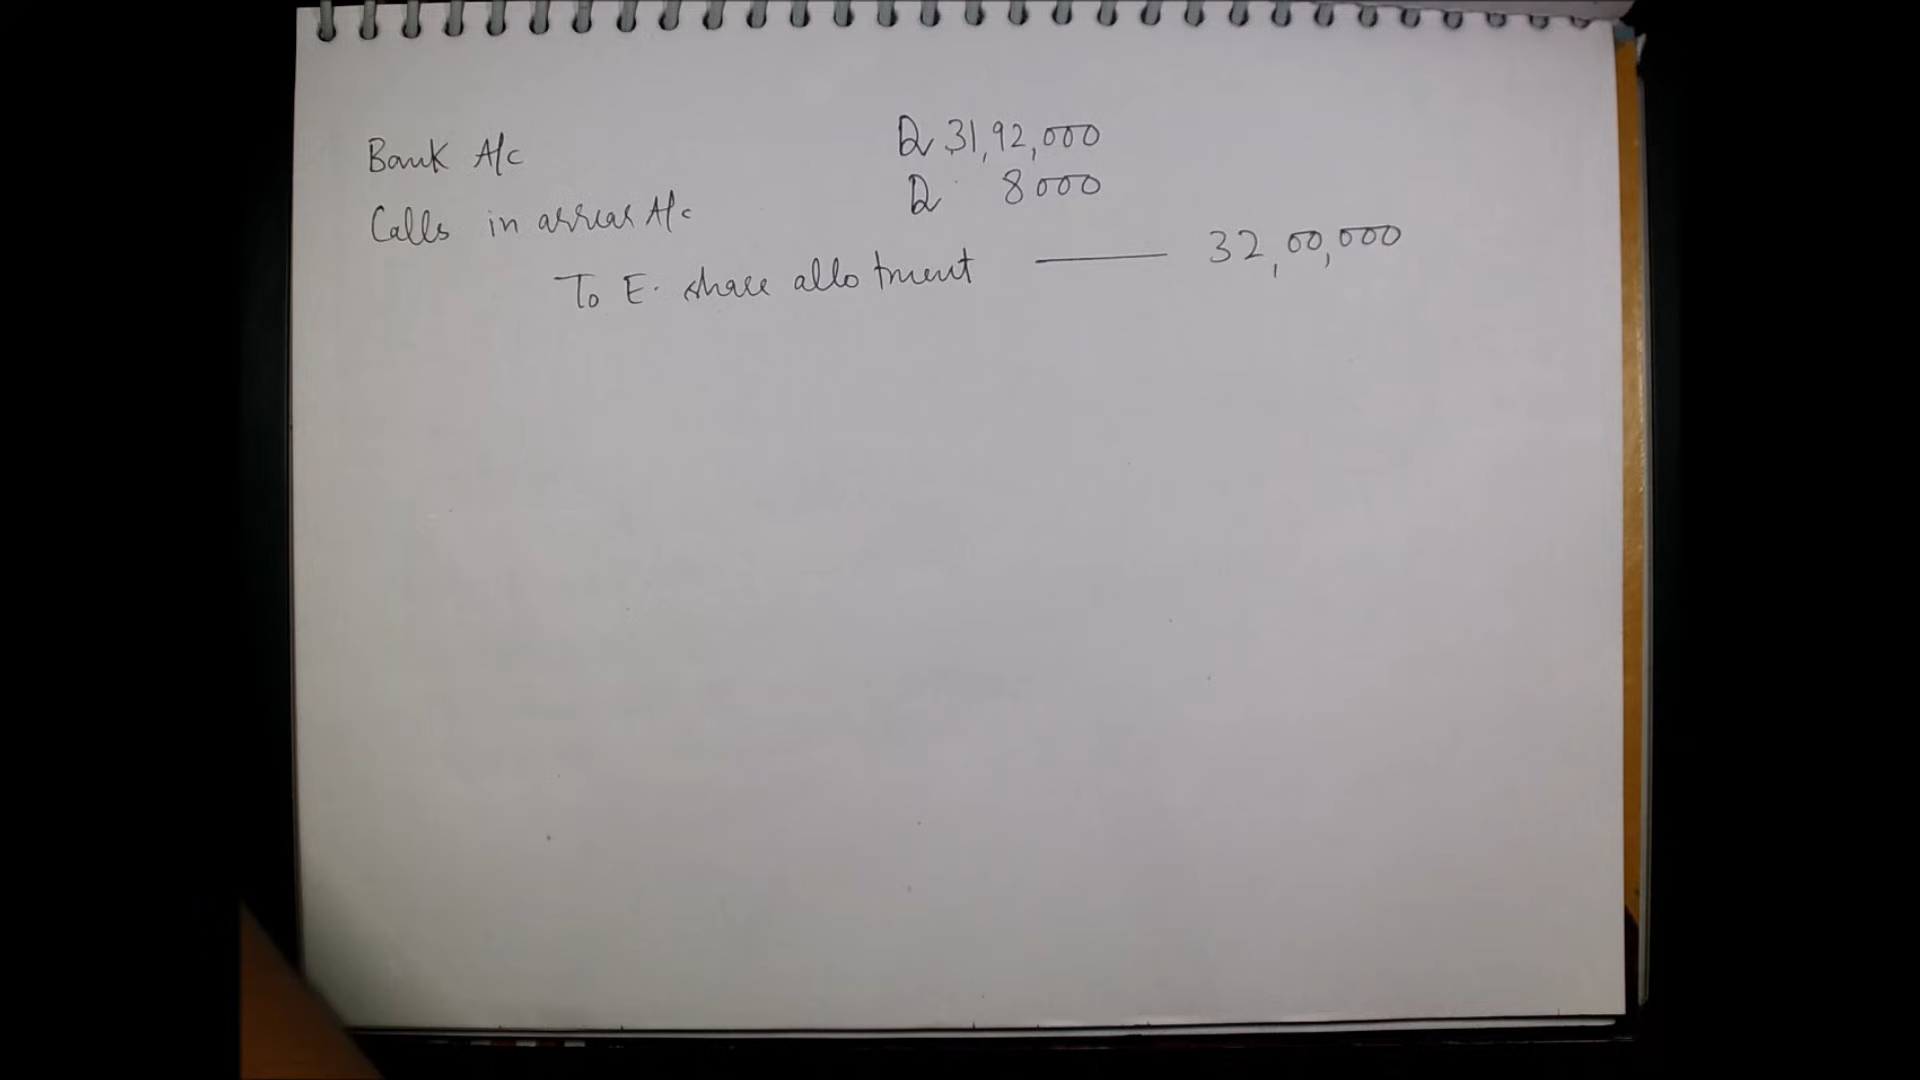 Bank A/c Dr 31,92,000
Calls in arrear A/c Dr 8000
To E. share allotment —— 32,00,000